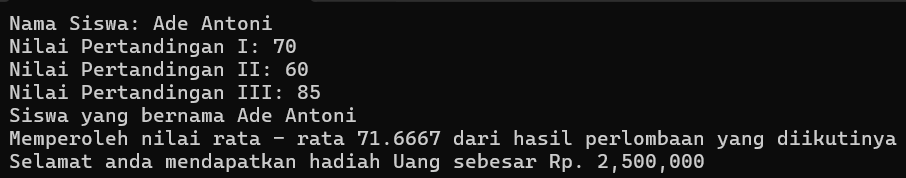 Nama Siswa: Ade Antoni
Nilai Pertandingan I: 70
Nilai Pertandingan II: 60
Nilai Pertandingan III: 85
Siswa yang bernama Ade Antoni
Memperoleh nilai rata - rata 71.6667 dari hasil perlombaan yang diikutinya
Selamat anda mendapatkan hadiah Uang sebesar Rp. 2,500,000